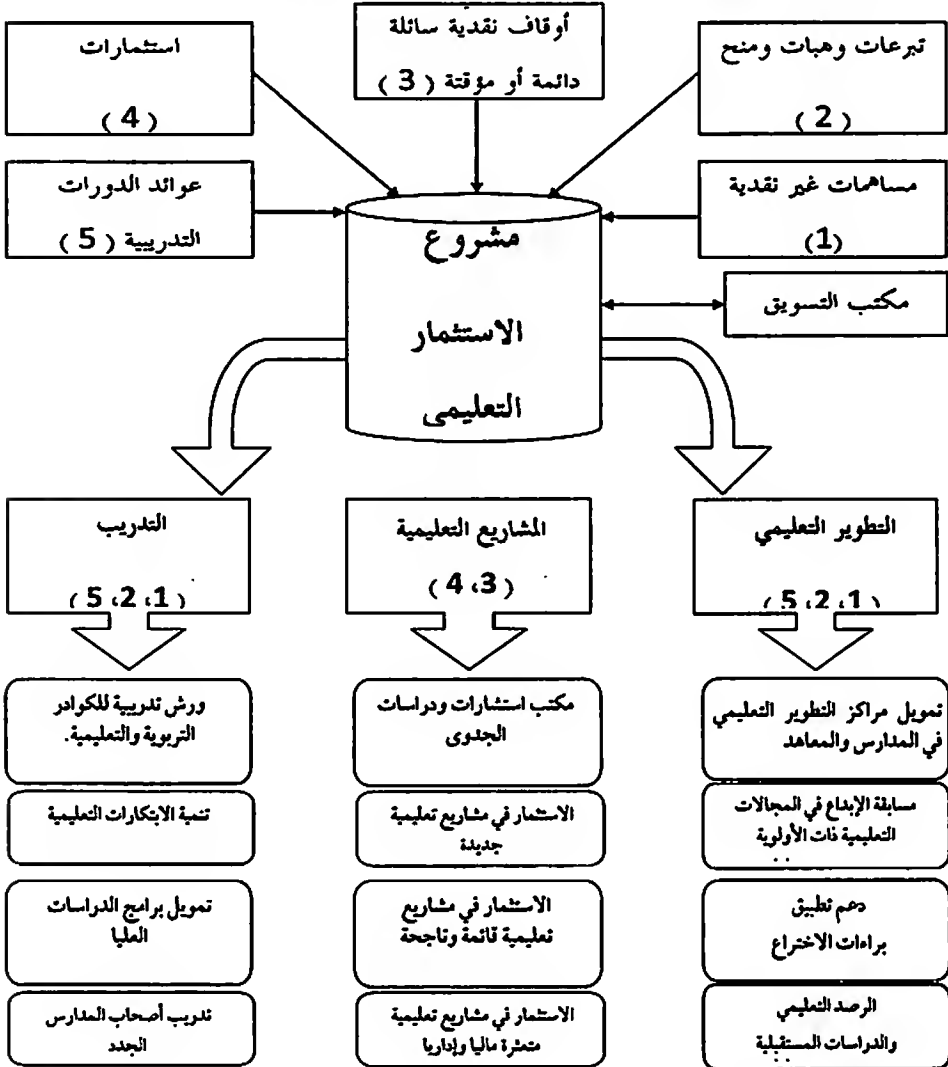 أوقاف نقدية سائلة
دائمة أو مؤقتة ( 3 )
تبرعات وهبات ومنح
( 2 )
استثمارات
( 4 )
مساهمات غير نقدية
(1)
عوائد الدورات
التدريبية ( 5 )
مكتب التسويق
مشروع
الاستثمار
التعليمى
التطوير التعليمي
( 1، 2، 5 )
المشاريع التعليمية
( 3، 4 )
التدريب
( 1، 2، 5 )
تمويل مراكز التطوير التعليمي
في المدارس والمعاهد
مسابقة الإبداع في المجالات
التعليمية ذات الأولوية
دعم تطبيق
براءات الاختراع
الرصد التعليمي
والدراسات المستقبلية
مكتب استشارات ودراسات
الجدوى
الاستثمار في مشاريع تعليمية
جديدة
الاستثمار في مشاريع
تعليمية قائمة وناجحة
الاستثمار في مشاريع تعليمية
متعثرة ماليا وإداريا
ورش تدريبية للكوادر
التربوية والتعليمية.
تنمية الابتكارات التعليمية
تمويل برامج الدراسات
العليا
تدريب أصحاب المدارس
الجدد